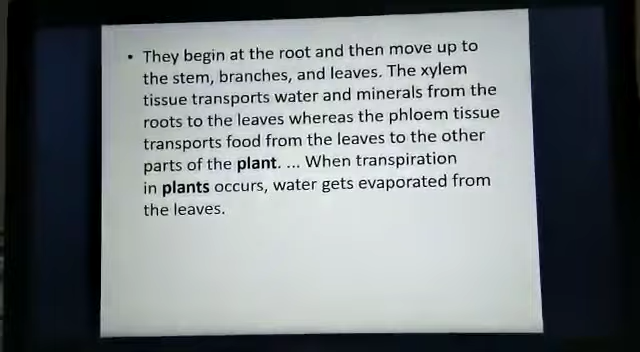 • They begin at the root and then move up to
the stem, branches, and leaves. The xylem
tissue transports water and minerals from the
roots to the leaves whereas the phloem tissue
transports food from the leaves to the other
parts of the plant. ... When transpiration
in plants occurs, water gets evaporated from
the leaves.